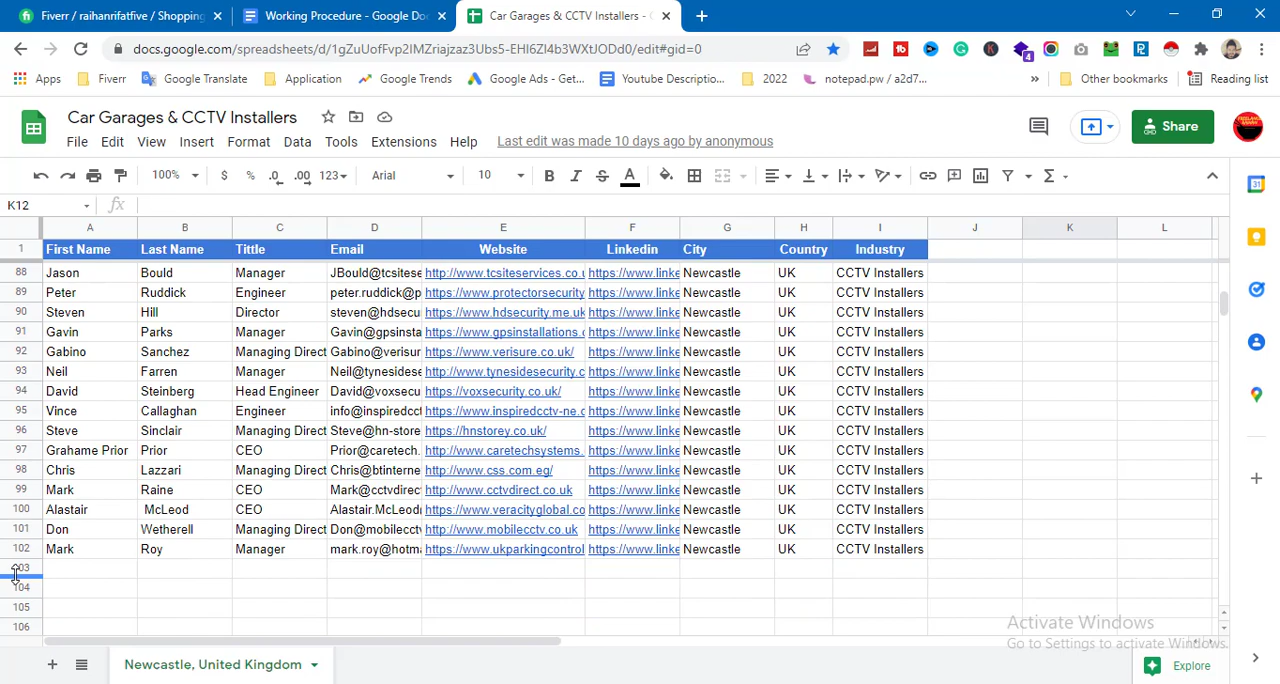 Fiverr / raihanrifatfive / Shopping
Working Procedure - Google Do
Car Garages & CCTV Installers -
docs.google.com/spreadsheets/d/1gZuUofFvp2IMZriajzaz3Ubs5-EHI6Zl4b3WXtJODd0/edit#gid=0
Apps Fiverr Google Translate Application Google Trends Google Ads - Get... Youtube Descriptio... 2022 notepad.pw / a2d7... » Other bookmarks Reading list
Car Garages & CCTV Installers
Share
File Edit View Insert Format Data Tools Extensions Help Last edit was made 10 days ago by anonymous
100% $ % .0 .00 123 Arial 10 B I S A
K12 fx
A B C D E F G H I J K L
1 First Name Last Name Tittle Email Website Linkedin City Country Industry
88 Jason Bould Manager JBould@tcsitese http://www.tcsiteservices.co.u https://www.linke Newcastle UK CCTV Installers
89 Peter Ruddick Engineer peter.ruddick@p http://www.protectorsecurity https://www.linke Newcastle UK CCTV Installers
90 Steven Hill Director steven@hdsecu http://www.hdsecurity.me.uk https://www.linke Newcastle UK CCTV Installers
91 Gavin Parks Manager Gavin@gpsinsta http://www.gpsinstallations.c https://www.linke Newcastle UK CCTV Installers
92 Gabino Sanchez Managing Direct Gabino@verisur https://www.verisure.co.uk/ https://www.linke Newcastle UK CCTV Installers
93 Neil Farren Manager Neil@tynesidese http://www.tynesidesecurity.c https://www.linke Newcastle UK CCTV Installers
94 David Steinberg Head Engineer David@voxsecu https://voxsecurity.co.uk/ https://www.linke Newcastle UK CCTV Installers
95 Vince Callaghan Engineer info@inspiredcct https://www.inspiredcctv-ne.c https://www.linke Newcastle UK CCTV Installers
96 Steve Sinclair Managing Direct Steve@hn-store https://hnstorey.co.uk/ https://www.linke Newcastle UK CCTV Installers
97 Grahame Prior Prior CEO Prior@caretech. http://www.caretechsystems. https://www.linke Newcastle UK CCTV Installers
98 Chris Lazzari Managing Direct Chris@btinterne http://www.css.com.eg/ https://www.linke Newcastle UK CCTV Installers
99 Mark Raine CEO Mark@cctvdirec http://www.cctvdirect.co.uk https://www.linke Newcastle UK CCTV Installers
100 Alastair McLeod CEO Alastair.McLeod https://www.veracityglobal.co https://www.linke Newcastle UK CCTV Installers
101 Don Wetherell Managing Direct Don@mobilecct http://www.mobilecctv.co.uk https://www.linke Newcastle UK CCTV Installers
102 Mark Roy Manager mark.roy@hotm https://www.ukparkingcontrol https://www.linke Newcastle UK CCTV Installers
103
104
105
106
Activate Windows
Go to Settings to activate Windows.
Newcastle, United Kingdom
Explore